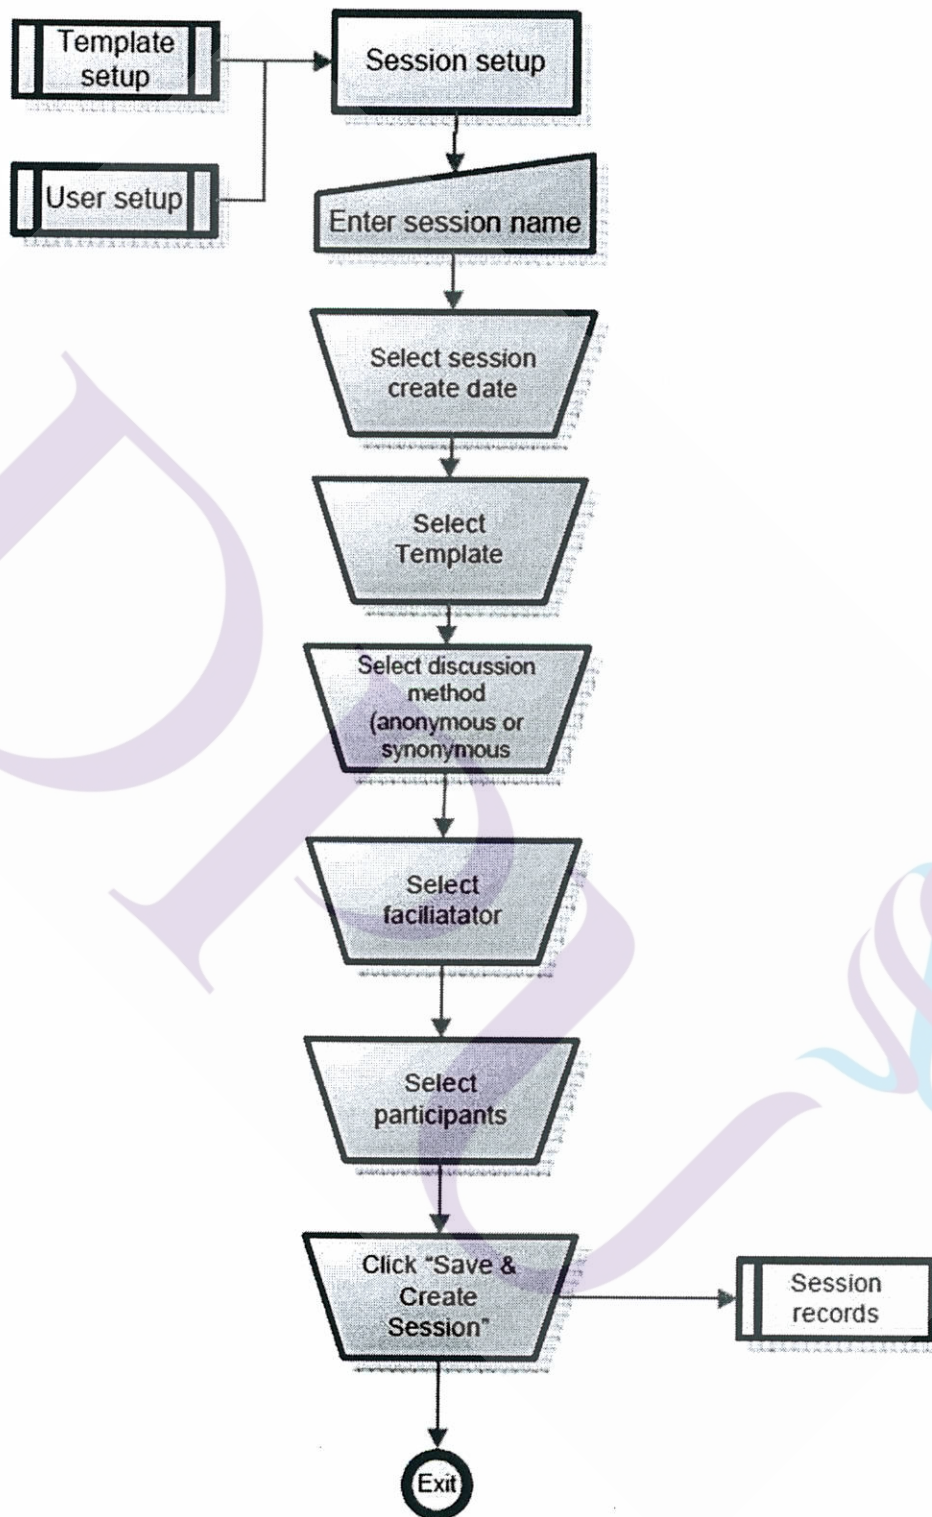 Template
setup
Session setup
User setup
Enter session name
Select session
create date
Select
Template
Select discussion
method
(anonymous or
synonymous
Select
faciliatator
Select
participants
Click "Save &
Create
Session"
Session
records
Exit